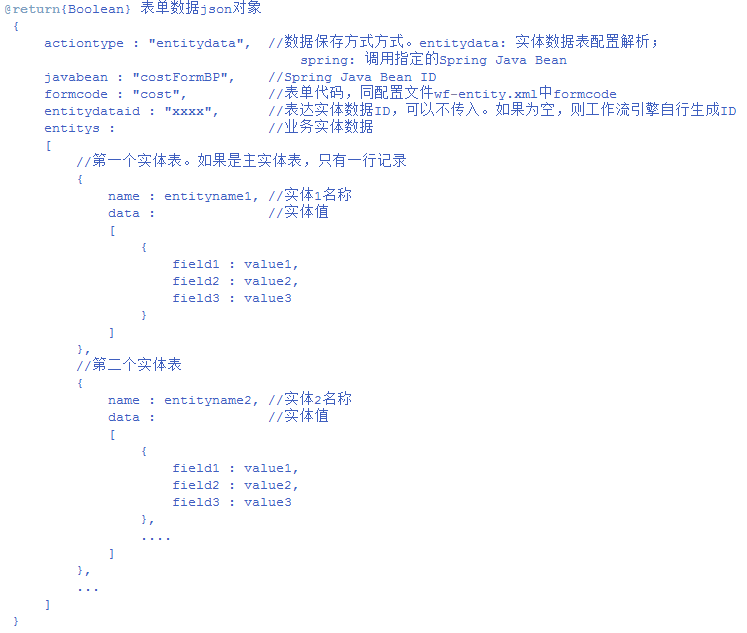 @return{Boolean} 表单数据json对象
{
actiontype : "entitydata", //数据保存方式方式。entitydata: 实体数据表配置解析;
spring: 调用指定的Spring Java Bean
javabean : "costFormBP", //Spring Java Bean ID
formcode : "cost", //表单代码，同配置文件wf-entity.xml中formcode
entitydataid : "xxxx", //表达实体数据ID，可以不传入。如果为空，则工作流引擎自行生成ID
entitys : //业务实体数据
[
//第一个实体表。如果是主实体表，只有一行记录
{
name : entityname1, //实体1名称
data : //实体值
[
{
field1 : value1,
field2 : value2,
field3 : value3
}
]
},
//第二个实体表
{
name : entityname2, //实体2名称
data : //实体值
[
{
field1 : value1,
field2 : value2,
field3 : value3
},
....
]
},
...
]
}